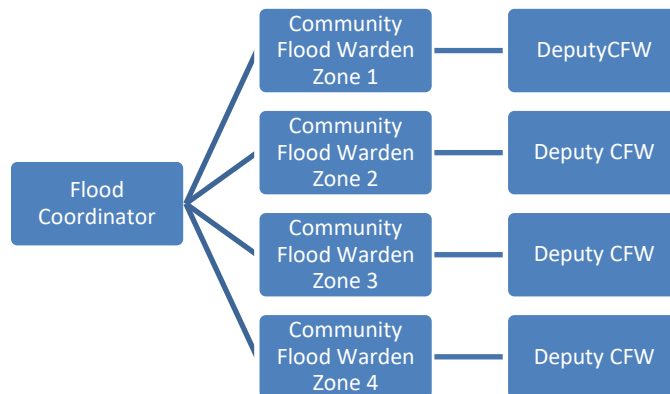 Community
Flood Warden
Zone 1
DeputyCFW
Community
Flood Warden
Zone 2
Deputy CFW
Flood
Coordinator
Community
Flood Warden
Zone 3
Deputy CFW
Community
Flood Warden
Zone 4
Deputy CFW